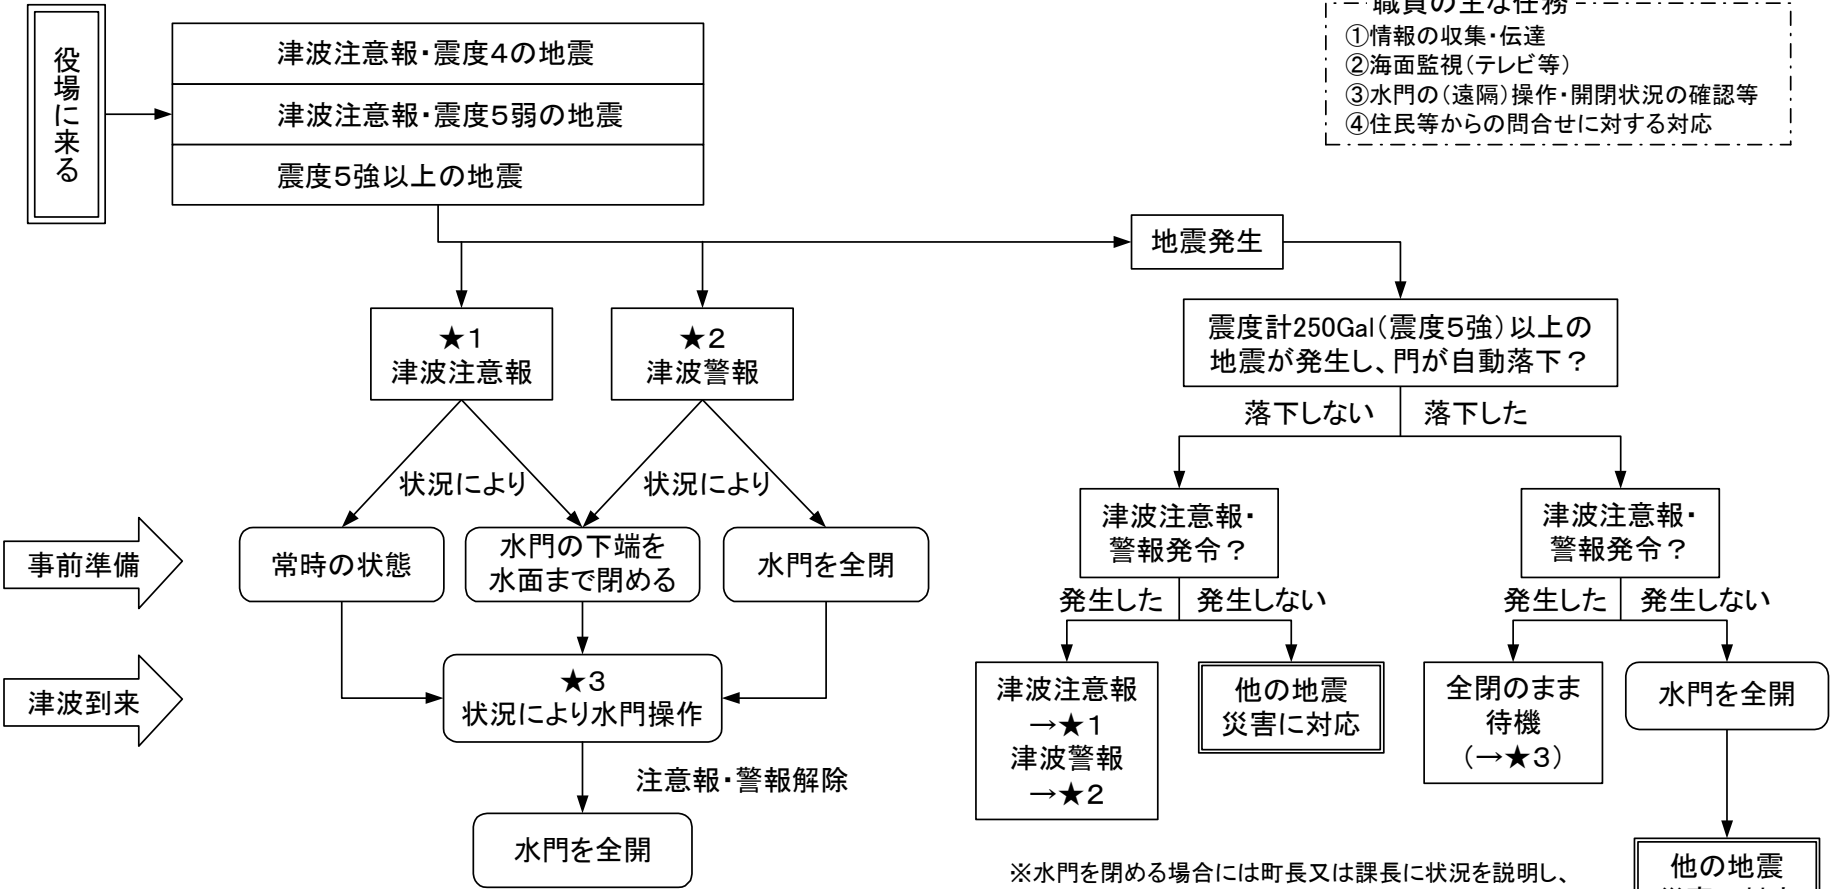 役場に来る
津波注意報・震度4の地震
津波注意報・震度5弱の地震
震度5強以上の地震
職員の主な任務
①情報の収集・伝達
②海面監視（テレビ等）
③水門の（遠隔）操作・開閉状況の確認等
④住民等からの問合せに対する対応
地震発生
★1
津波注意報
★2
津波警報
震度計250Gal（震度5強）以上の
地震が発生し、門が自動落下？
落下しない
落下した
状況により
状況により
事前準備
常時の状態
水門の下端を
水面まで閉める
水門を全閉
津波注意報・
警報発令？
津波注意報・
警報発令？
発生した
発生しない
発生した
発生しない
津波到来
★3
状況により水門操作
津波注意報
→★1
津波警報
→★2
他の地震
災害に対応
全閉のまま
待機
（→★3）
水門を全開
注意報・警報解除
水門を全開
※水門を閉める場合には町長又は課長に状況を説明し、
他の地震